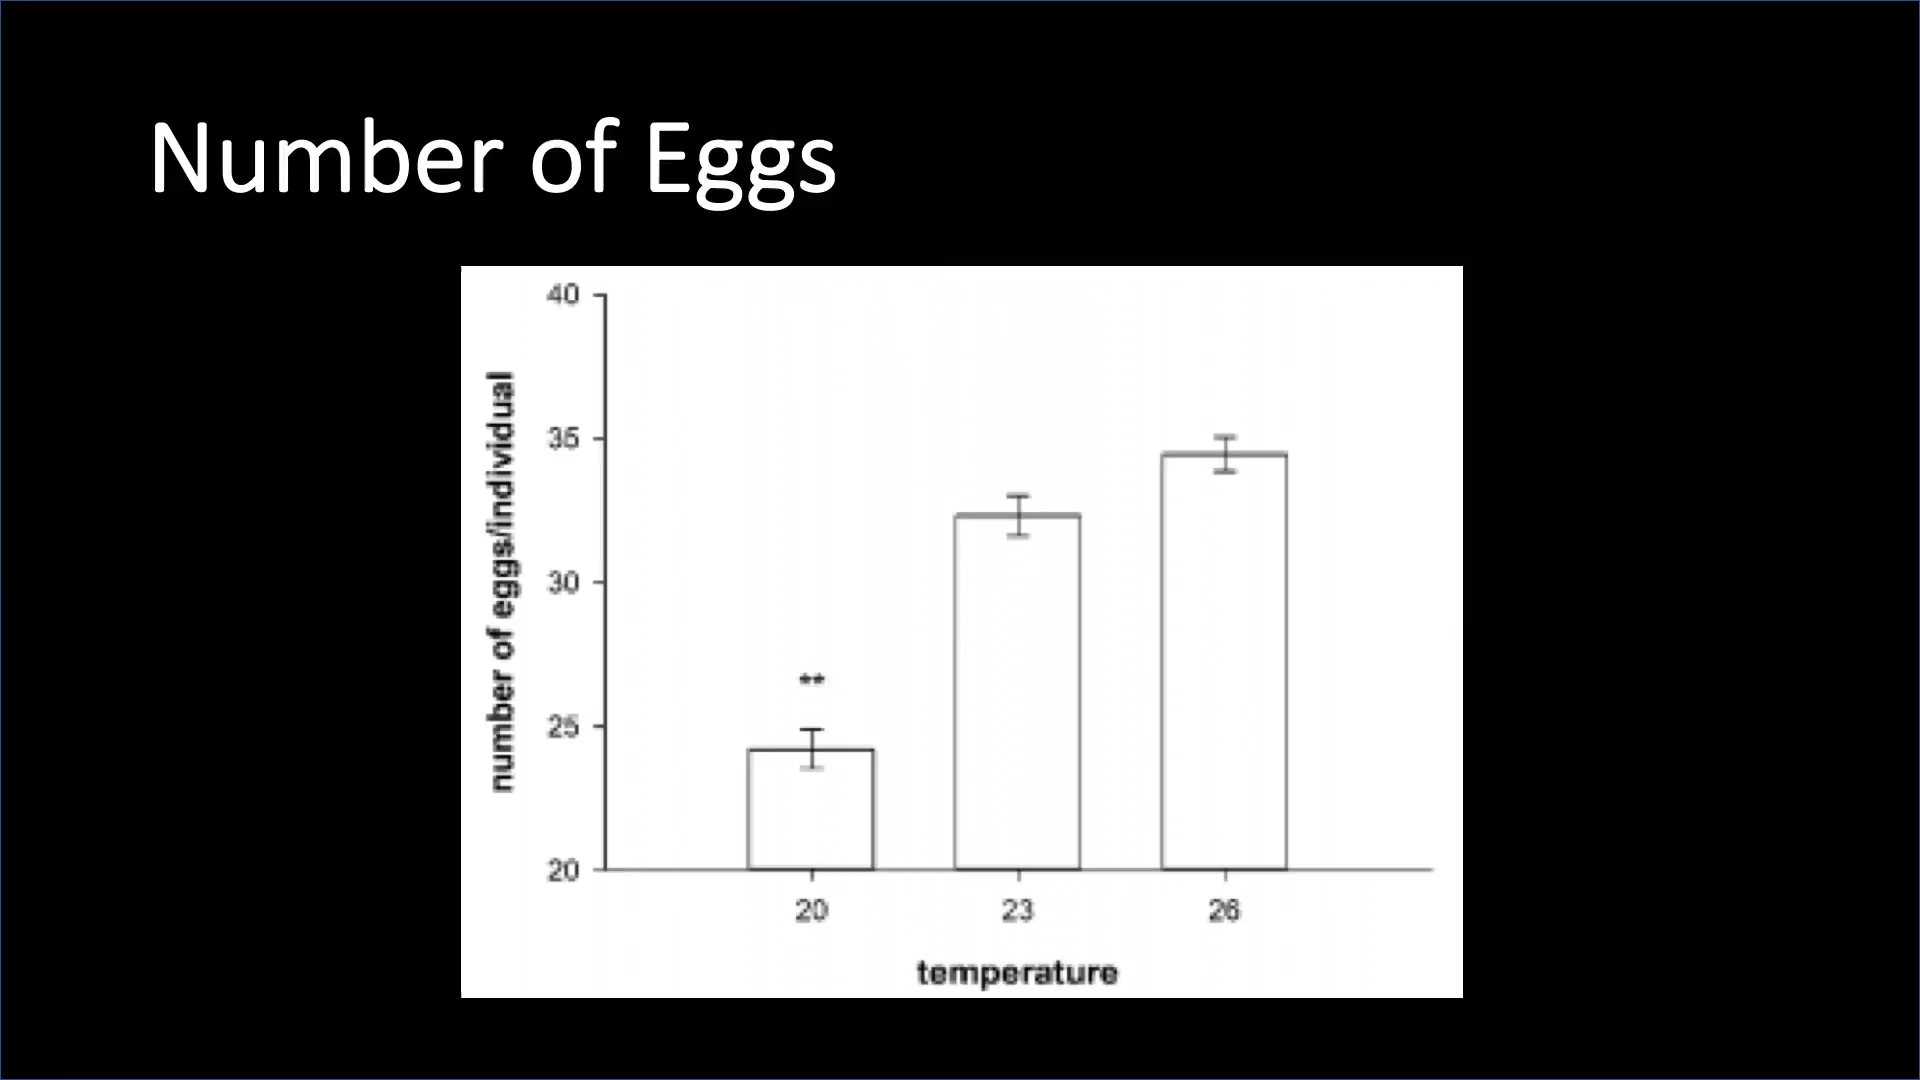 Number of Eggs
number of eggs/individual
40
35
30
25
20
**
20 23 26
temperature